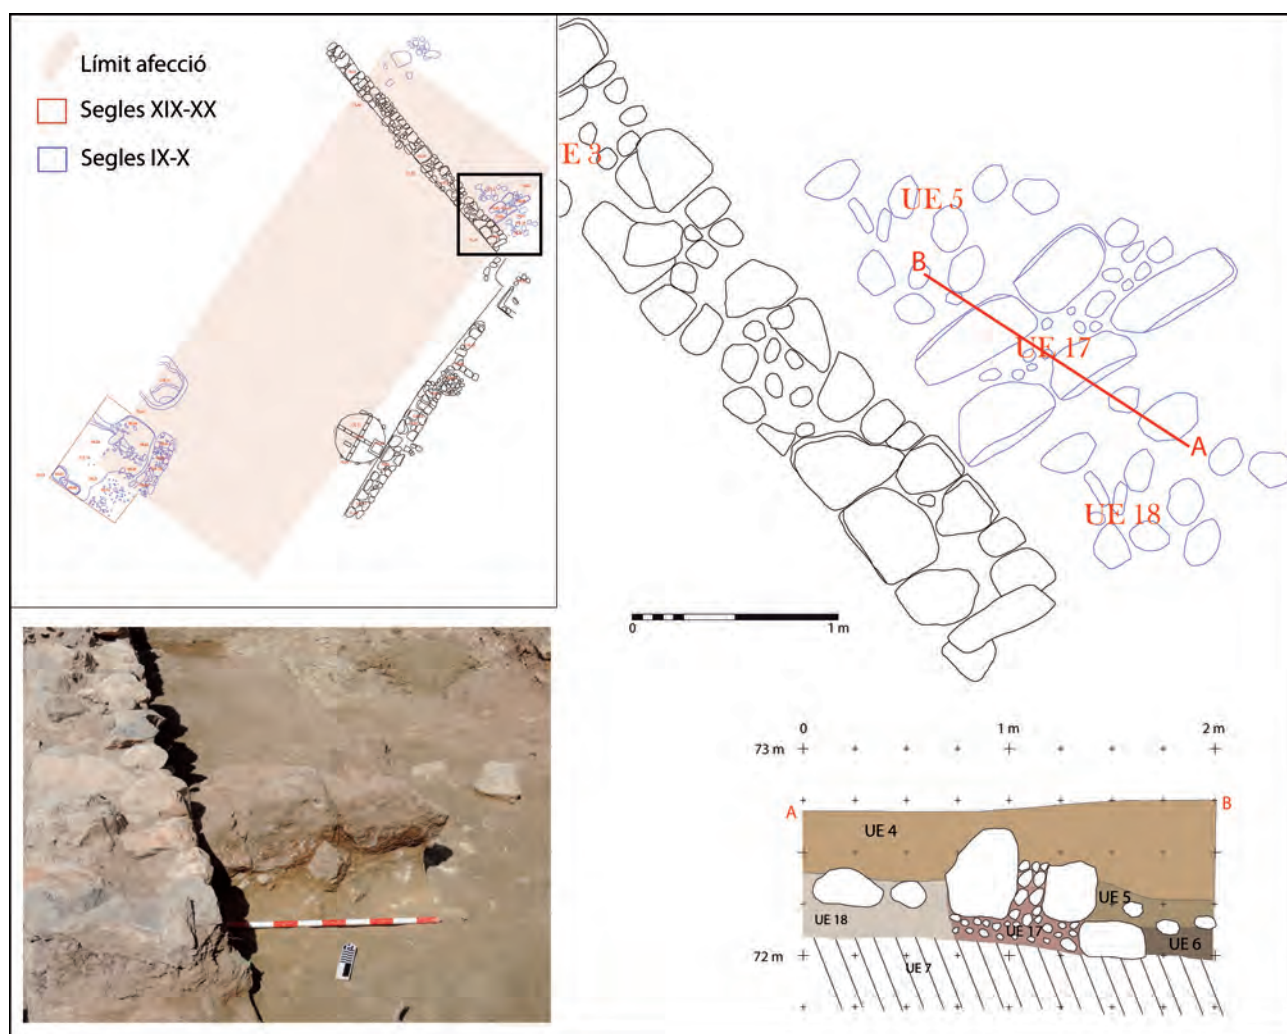 Límit afecció
Segles XIX-XX
Segles IX-X
E 3
UE 5
B
UE 17
A
UE 18
0 1 m
0 1 m 2 m
73 m
A B
UE 4
UE 5
UE 18
UE 17
UE 6
UE 7
72 m